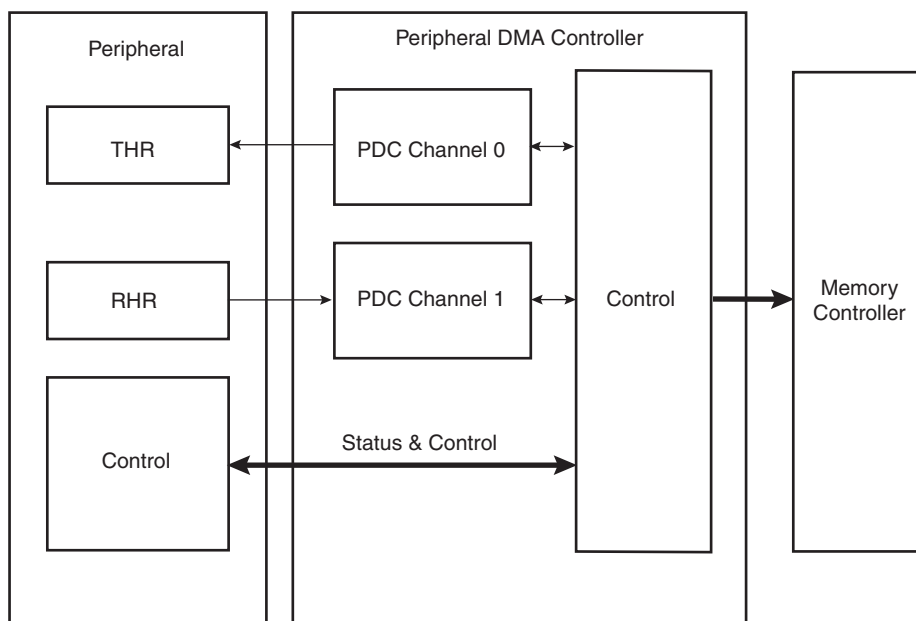 Peripheral
Peripheral DMA Controller
THR
PDC Channel 0
RHR
PDC Channel 1
Control
Memory
Controller
Status & Control
Control